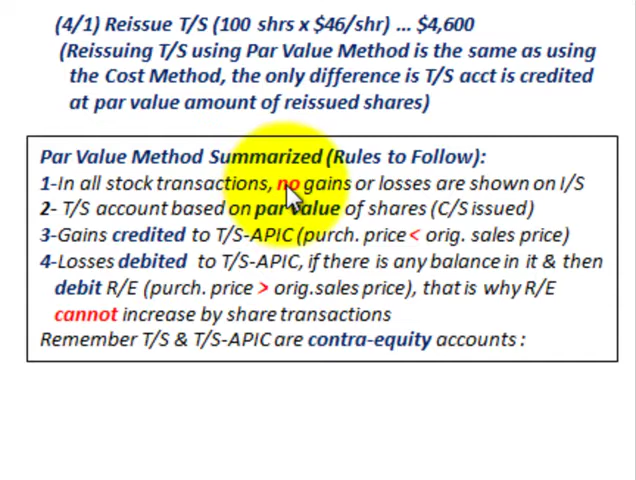 (4/1) Reissue T/S (100 shrs x $46/shr) ... $4,600
(Reissuing T/S using Par Value Method is the same as using
the Cost Method, the only difference is T/S acct is credited
at par value amount of reissued shares)
Par Value Method Summarized (Rules to Follow):
1-In all stock transactions, no gains or losses are shown on I/S
2- T/S account based on par value of shares (C/S issued)
3-Gains credited to T/S-APIC (purch. price < orig. sales price)
4-Losses debited to T/S-APIC, if there is any balance in it & then
debit R/E (purch. price > orig.sales price), that is why R/E
cannot increase by share transactions
Remember T/S & T/S-APIC are contra-equity accounts :